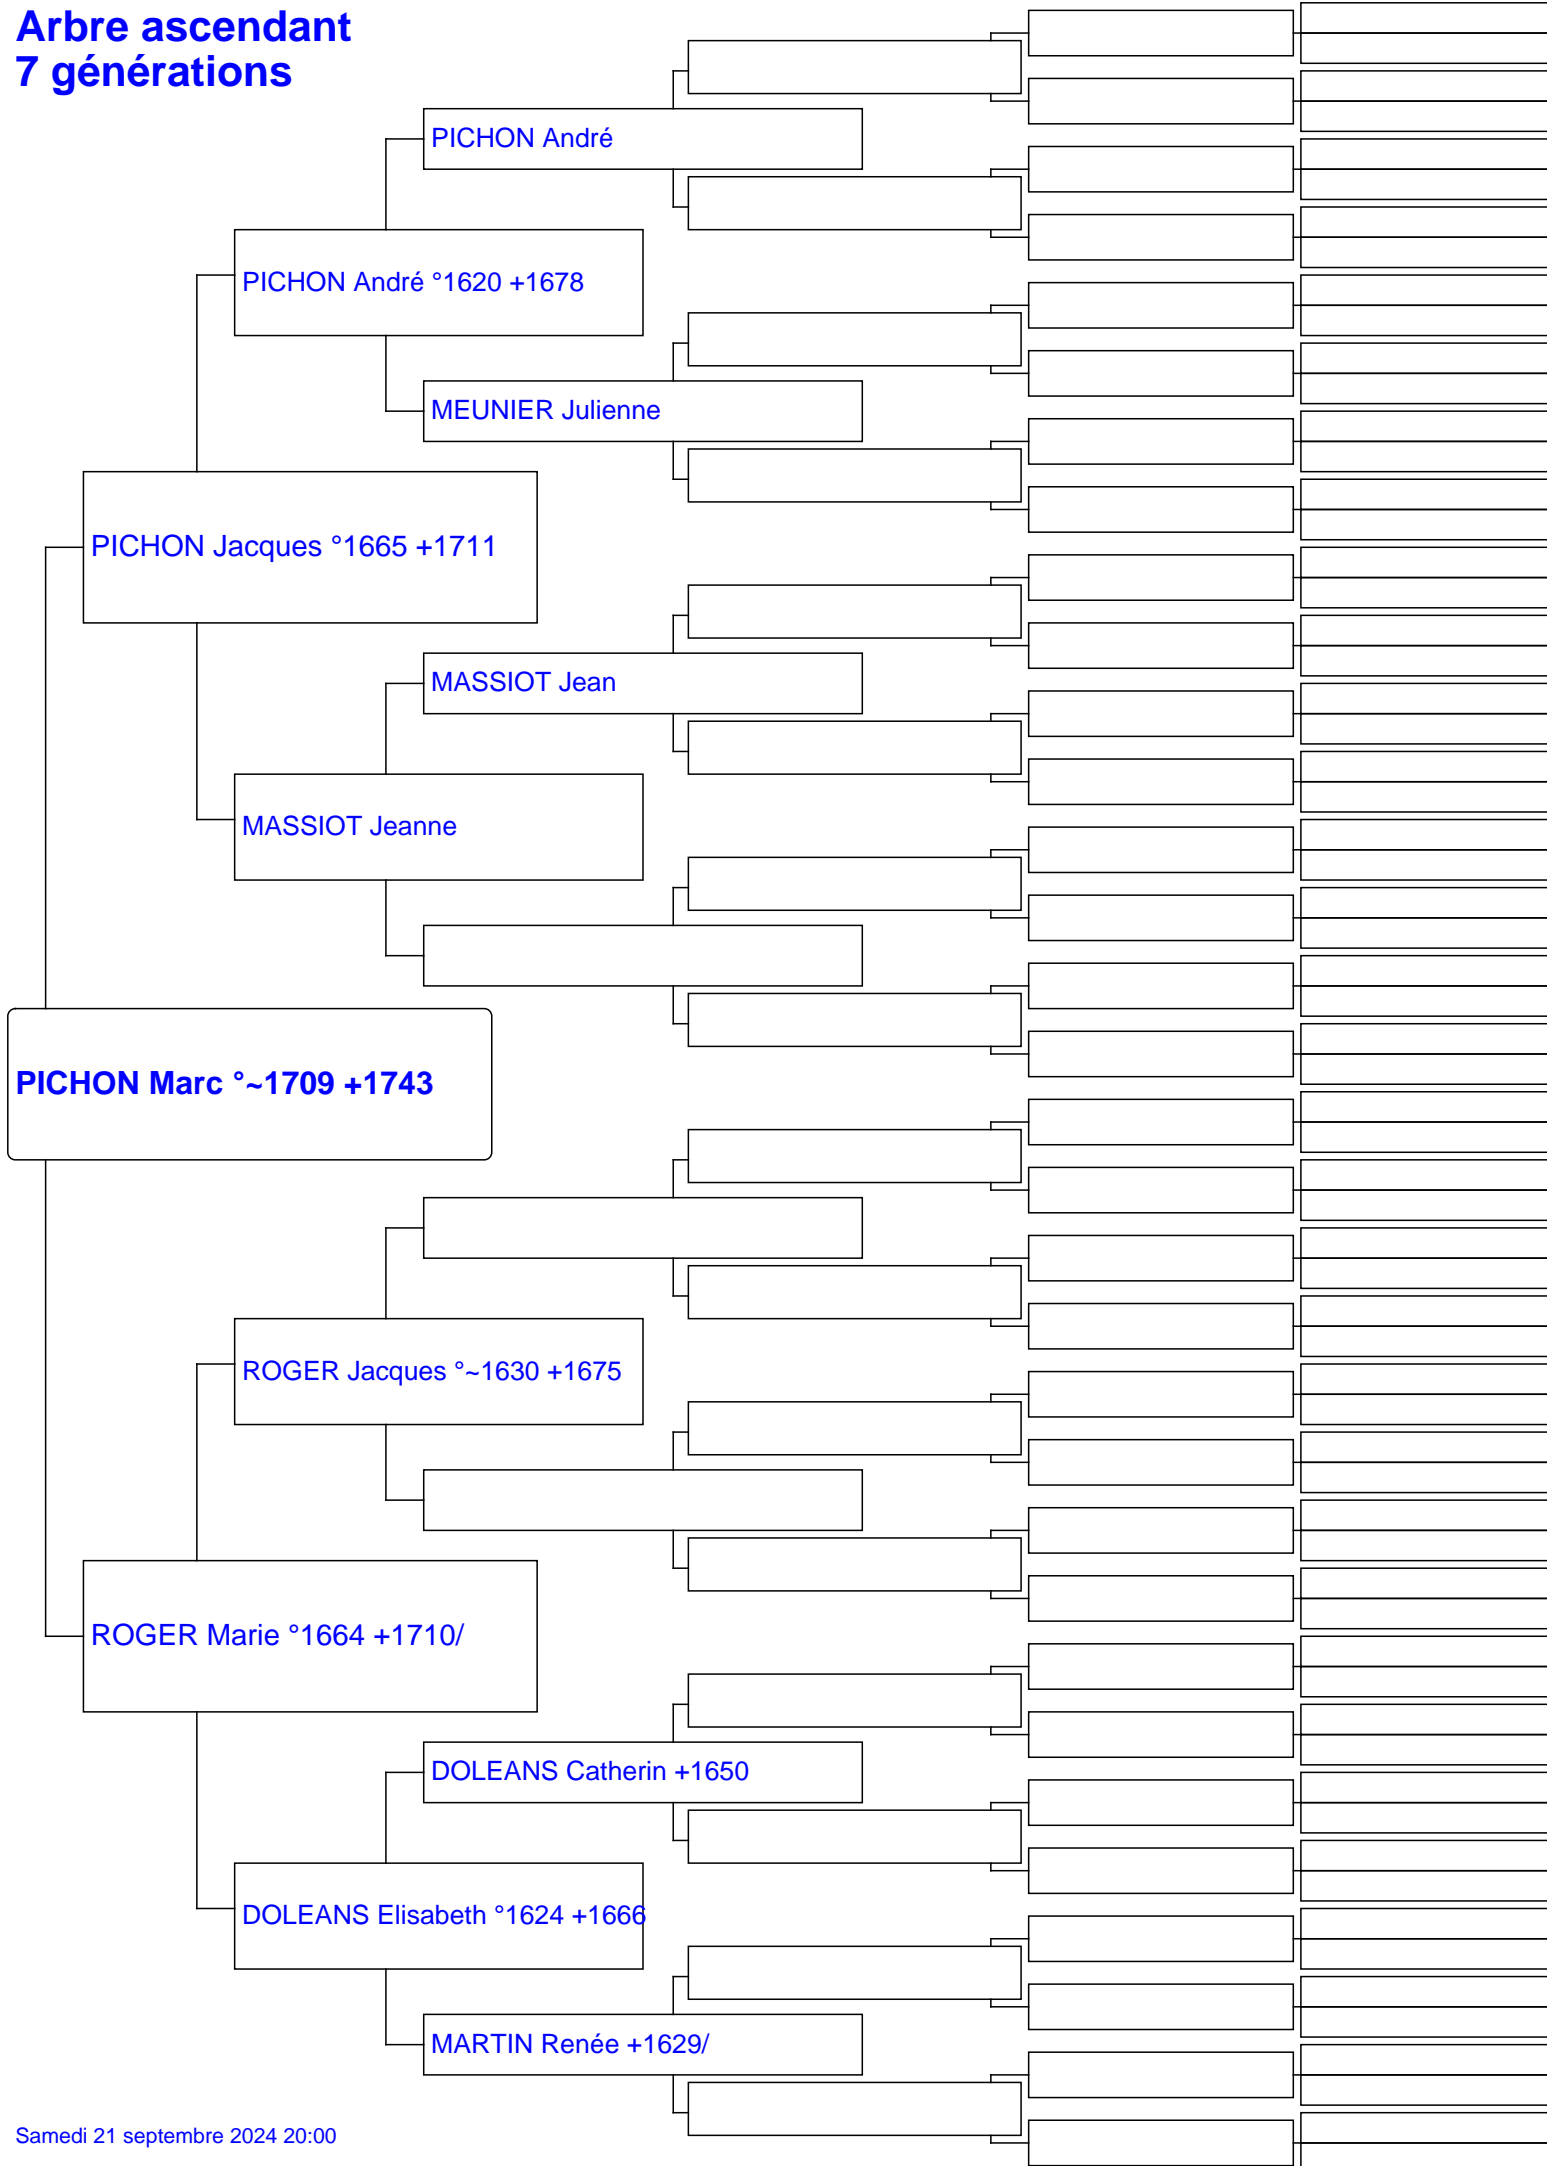 Arbre ascendant
7 générations
PICHON André
PICHON André °1620 +1678
MEUNIER Julienne
PICHON Jacques °1665 +1711
MASSIOT Jean
MASSIOT Jeanne
PICHON Marc °~1709 +1743
ROGER Jacques °~1630 +1675
ROGER Marie °1664 +1710/
DOLEANS Catherin +1650
DOLEANS Elisabeth °1624 +1666
MARTIN Renée +1629/
Samedi 21 septembre 2024 20:00